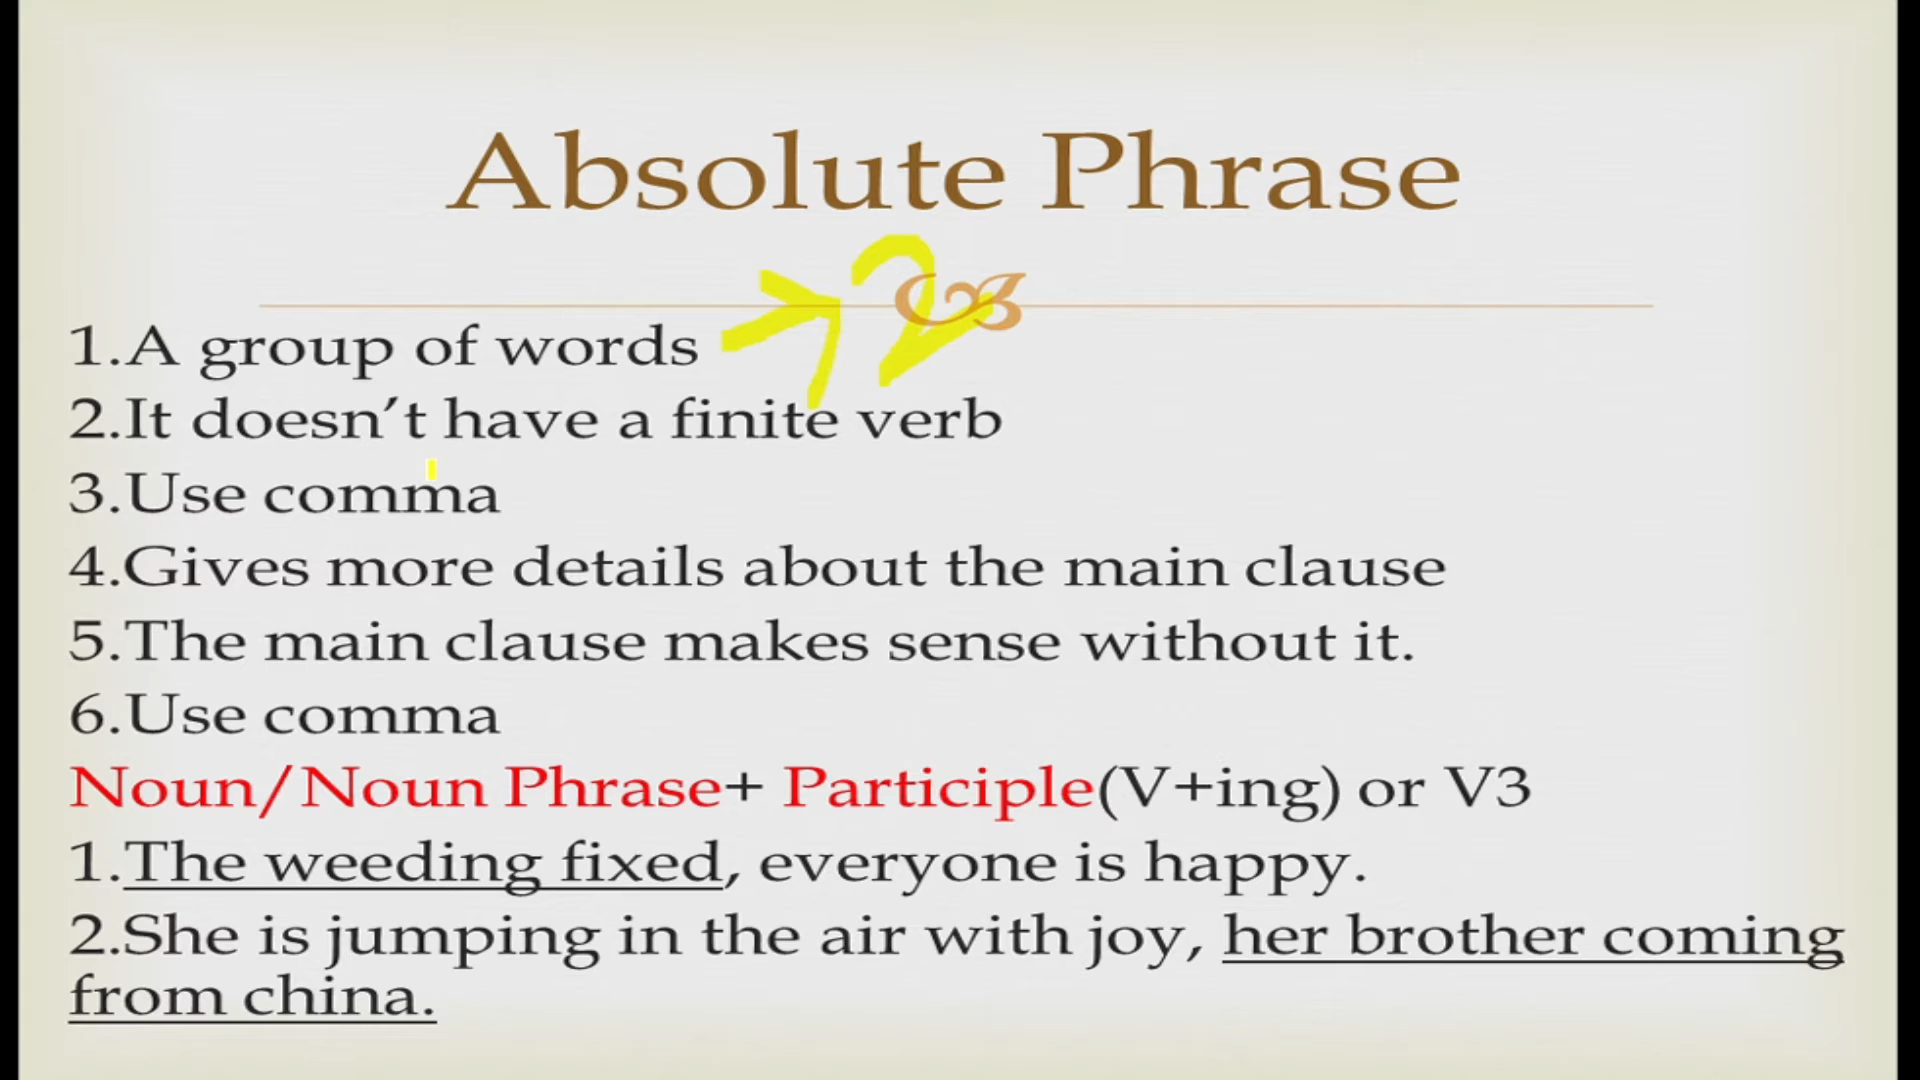 Absolute Phrase
2
1.A group of words
2.It doesn’t have a finite verb
3.Use comma
4.Gives more details about the main clause
5.The main clause makes sense without it.
6.Use comma
Noun/Noun Phrase+ Participle(V+ing) or V3
1.The weeding fixed, everyone is happy.
2.She is jumping in the air with joy, her brother coming
from china.